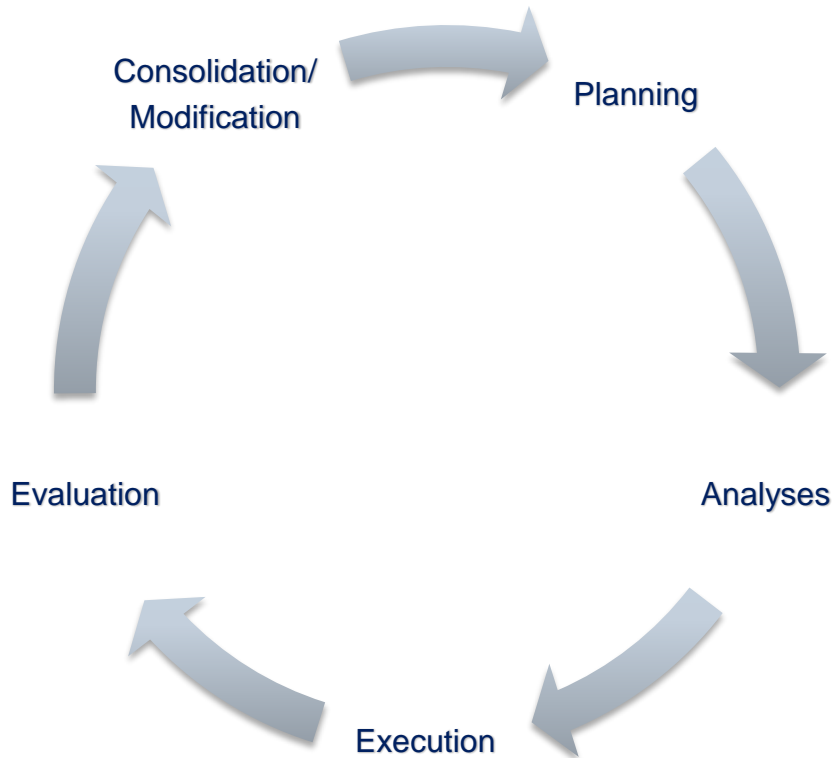 Consolidation/
Modification
Planning
Analyses
Execution
Evaluation